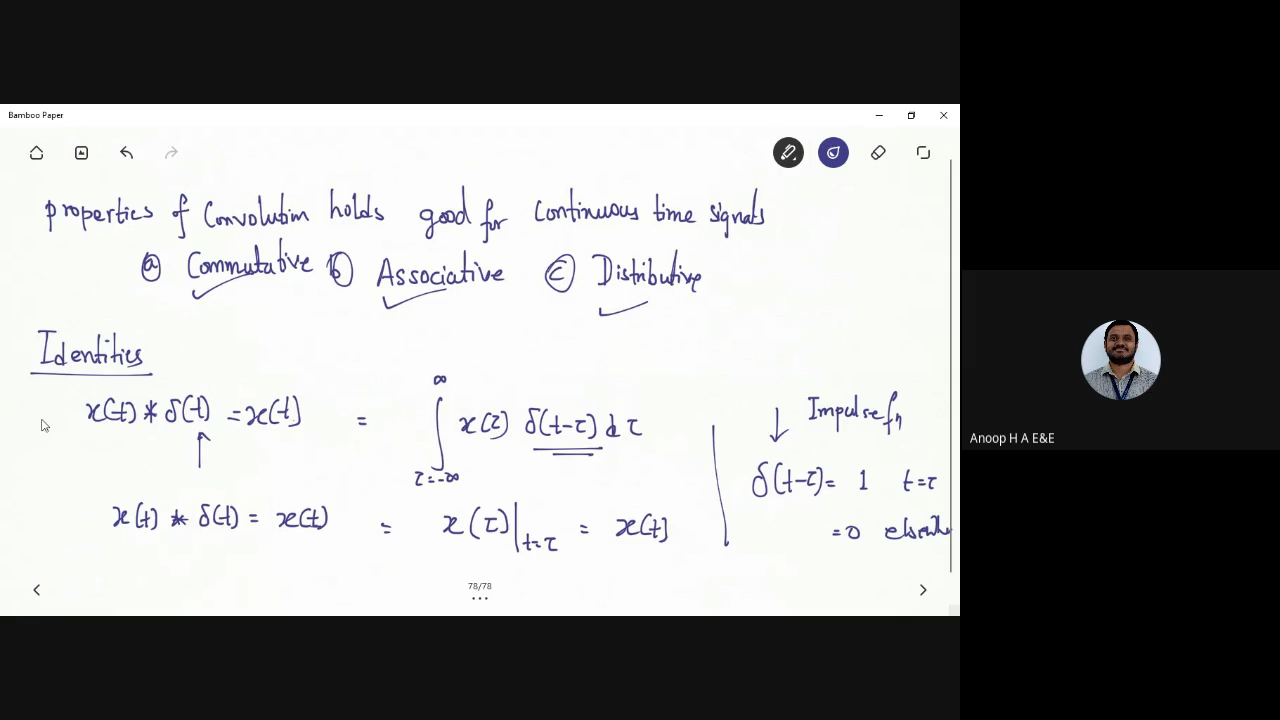 Bamboo Paper
properties of Convolution holds good for continuous time signals
ⓐ Commutative ⓑ Associative ⓒ Distributive
Identities
x(t) * δ(t) = x(t) = ∫_{τ=-∞}^{∞} x(τ) δ(t-τ) dτ
↓ Impulse fn
δ(t-τ) = 1 t=τ
= 0
x(t) * δ(t) = x(t) = x(τ)|_{t=τ} = x(t)
78/78
Anoop H A E&E